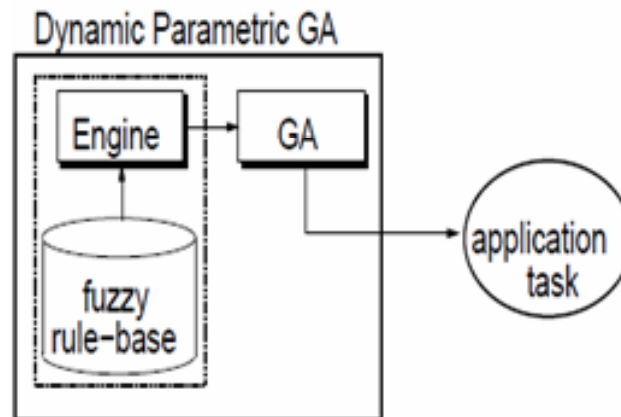 Dynamic Parametric GA
Engine
GA
fuzzy
rule-base
application
task